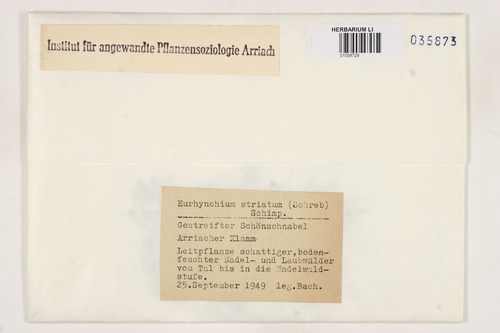 Institut für angewandte Pflanzensoziologie Arriach
HERBARIUM LI
01009729
035873
Eurhynchium striatum (Schreb)
Schimp.
Gestreifter Schönschnabel
Arriacher Klamm
Leitpflanze schattiger,boden-
feuchter Nadel- und Laubwälder
vom Tal bis in die Nadelwald-
stufe.
25.September 1949 leg.Bach.